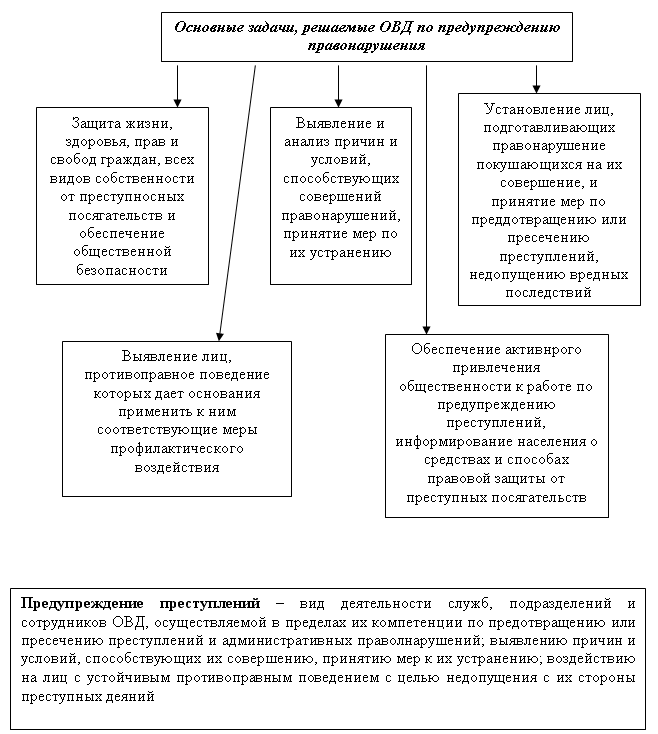 Основные задачи, решаемые ОВД по предупреждению
правонарушения
Защита жизни,
здоровья, прав и
свобод граждан, всех
видов собственности
от преступносных
посягательств и
обеспечение
общественной
безопасности
Выявление и
анализ причин и
условий,
способствующих
совершений
правонарушений,
принятие мер по
их устранению
Установление лиц,
подготавливающих
правонарушение
покушающихся на их
совершение, и
принятие мер по
преддотвращению или
пресечению
преступлений,
недопущению вредных
последствий
Выявление лиц,
противоправное поведение
которых дает основания
применить к ним
соответствующие меры
профилактического
воздействия
Обеспечение активнрого
привлечения
общественности к работе по
предупреждению
преступлений,
информирование населения о
средствах и способах
правовой защиты от
преступных посягательств
Предупреждение преступлений – вид деятельности служб, подразделений и
сотрудников ОВД, осуществляемой в пределах их компетенции по предотвращению или
пресечению преступлений и административных праволнарушений; выявлению причин и
условий, способствующих их совершению, принятию мер к их устранению; воздействию
на лиц с устойчивым противоправным поведением с целью недопущения с их стороны
преступных деяний